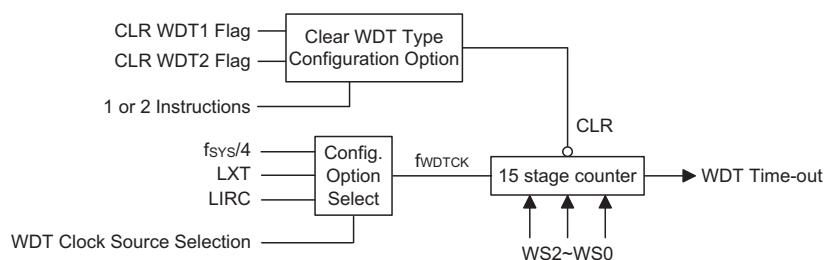 CLR WDT1 Flag
CLR WDT2 Flag
Clear WDT Type
Configuration Option
1 or 2 Instructions
CLR
fSYS/4
LXT
LIRC
Config.
Option
Select
fWDTCK
15 stage counter
WDT Time-out
WDT Clock Source Selection
WS2~WS0